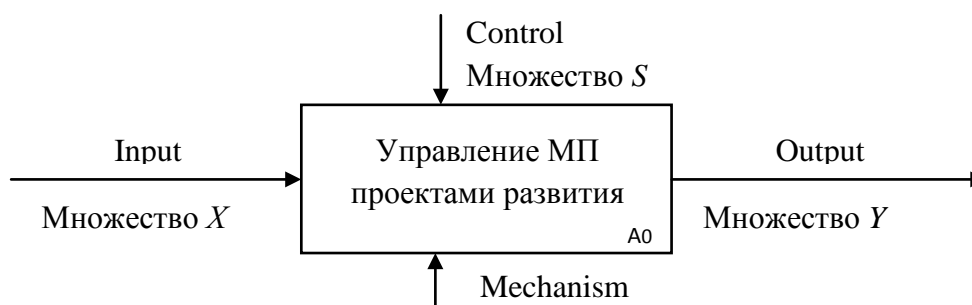 Control
Множество S
Input
Управление МП
проектами развития
Output
Множество X
Множество Y
A0
Mechanism